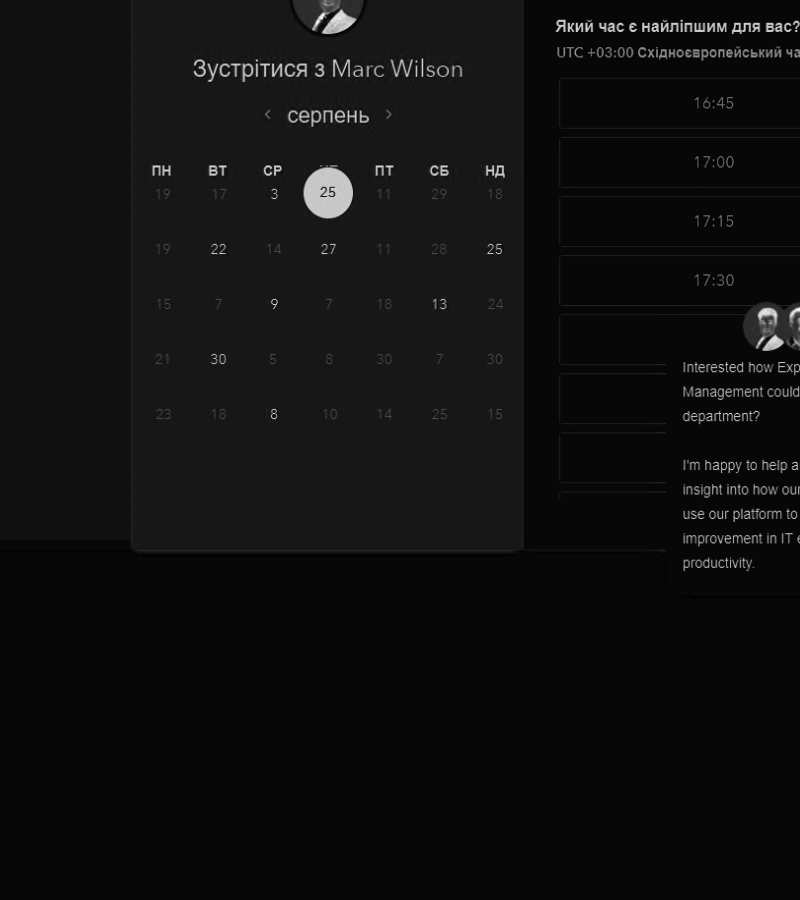 Зустрітися з Marc Wilson
серпень
ПН ВТ СР ПТ СБ НД
19 17 3 25 11 29 18
19 22 14 27 11 28 25
15 7 9 7 18 13 24
21 30 5 8 30 7 30
23 18 8 10 14 25 15
Який час є найліпшим для вас?
UTC +03:00 Східноєвропейський ча
16:45
17:00
17:15
17:30
Interested how Exp
Management could
department?
I'm happy to help a
insight into how our
use our platform to
improvement in IT e
productivity.